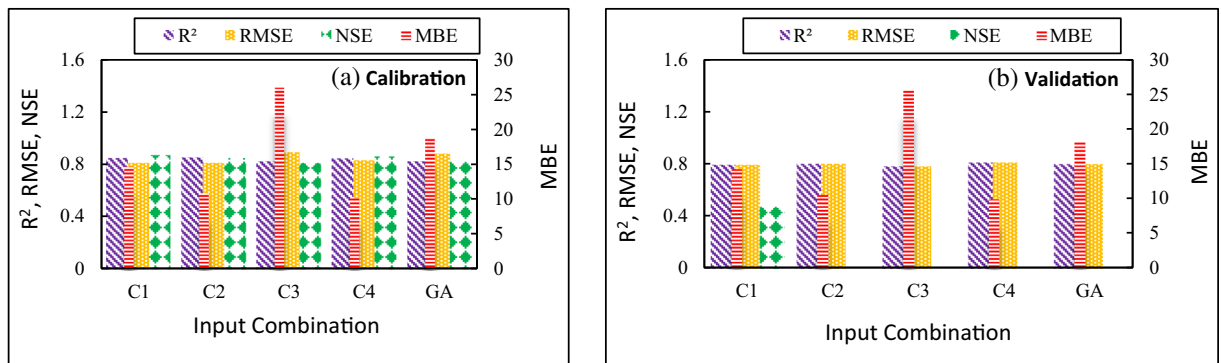 R² RMSE NSE MBE
(a) Calibration
1.6
1.2
0.8
0.4
0
R², RMSE, NSE
30
25
20
15
10
5
0
MBE
C1 C2 C3 C4 GA
Input Combination
R² RMSE NSE MBE
(b) Validation
1.6
1.2
0.8
0.4
0
R², RMSE, NSE
30
25
20
15
10
5
0
MBE
C1 C2 C3 C4 GA
Input Combination